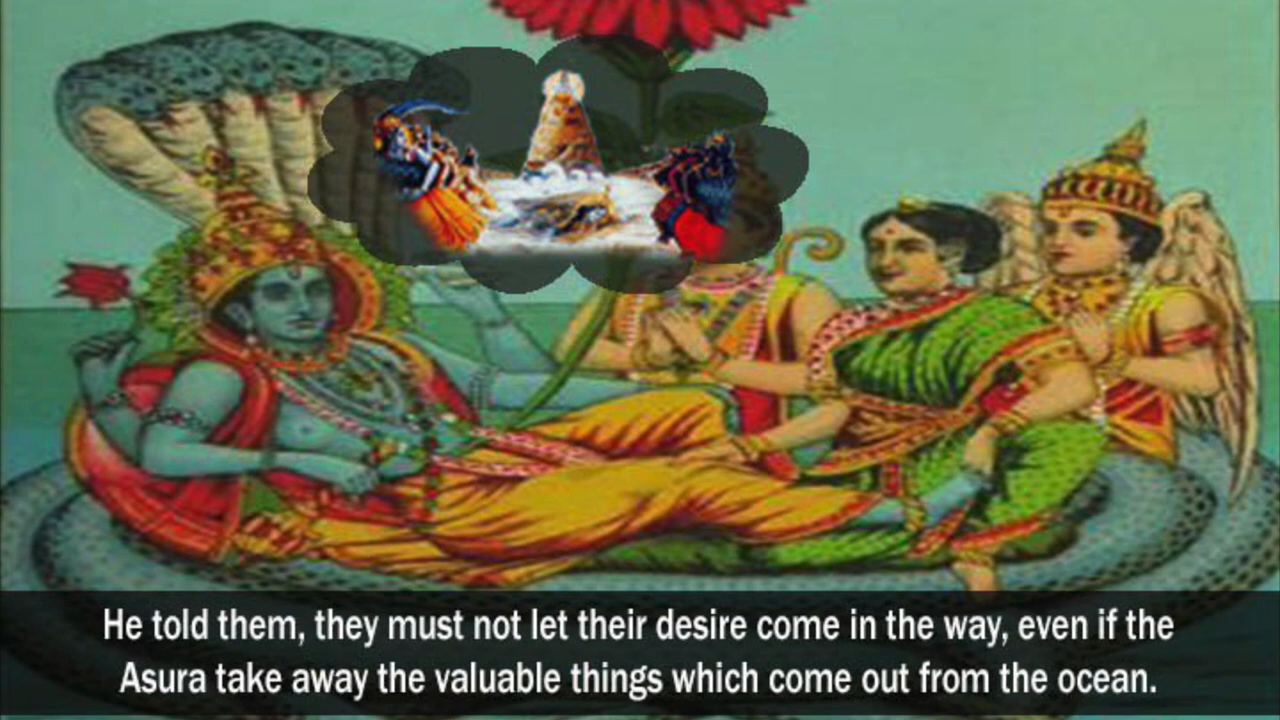 He told them, they must not let their desire come in the way, even if the
Asura take away the valuable things which come out from the ocean.